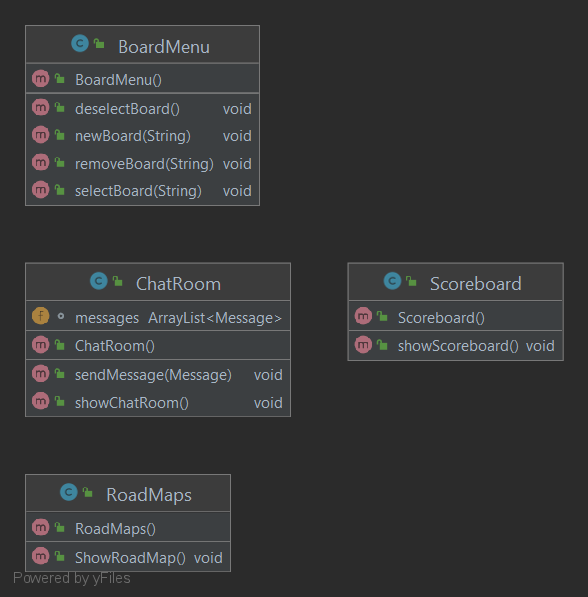 BoardMenu
BoardMenu()
deselectBoard() void
newBoard(String) void
removeBoard(String) void
selectBoard(String) void
ChatRoom
messages ArrayList<Message>
ChatRoom()
sendMessage(Message) void
showChatRoom() void
Scoreboard
Scoreboard()
showScoreboard() void
RoadMaps
RoadMaps()
ShowRoadMap() void
Powered by yFiles